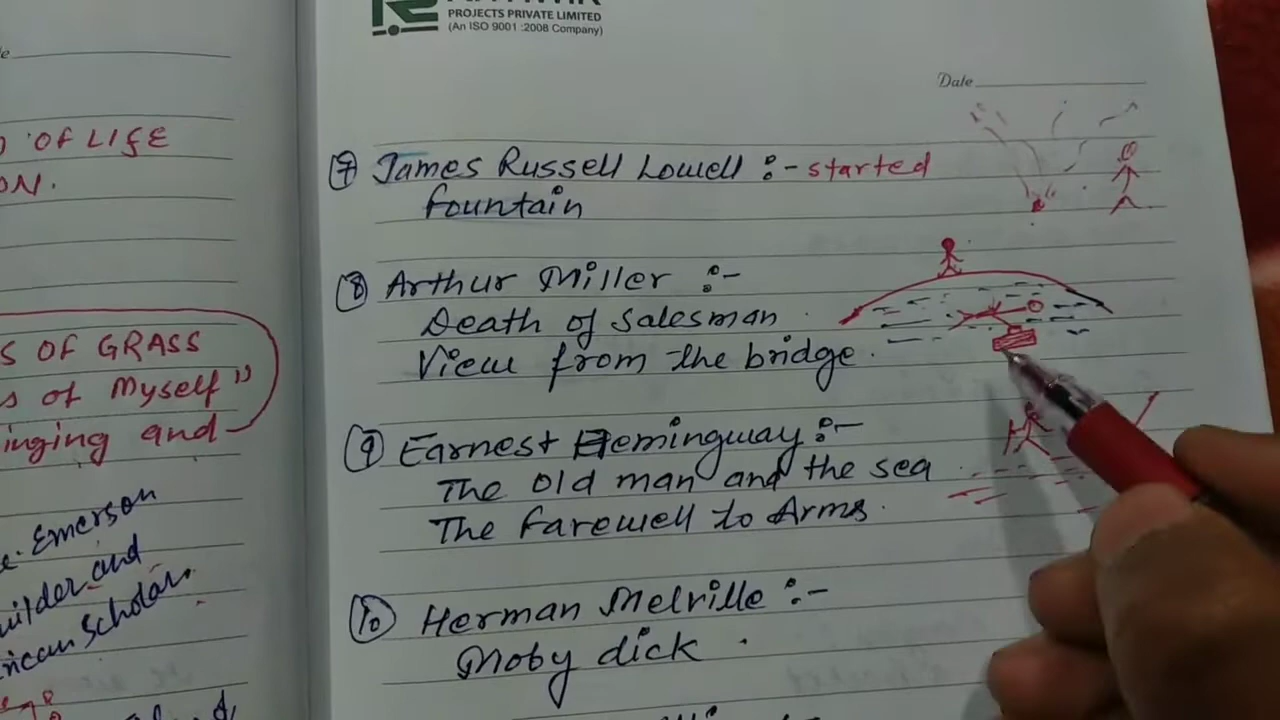 PROJECTS PRIVATE LIMITED
(An ISO 9001 :2008 Company)
Date
OF LIFE
ON.
S OF GRASS
s of Myself"
inging and
e. Emerson
uilder and
rican Scholar.
⑦ James Russell Lowell :- started
fountain
⑧ Arthur Miller :-
Death of Salesman
View from the bridge.
⑨ Earnest Hemingway :-
The Old man and the sea
The farewell to Arms.
⑩ Herman Melville :-
Moby dick